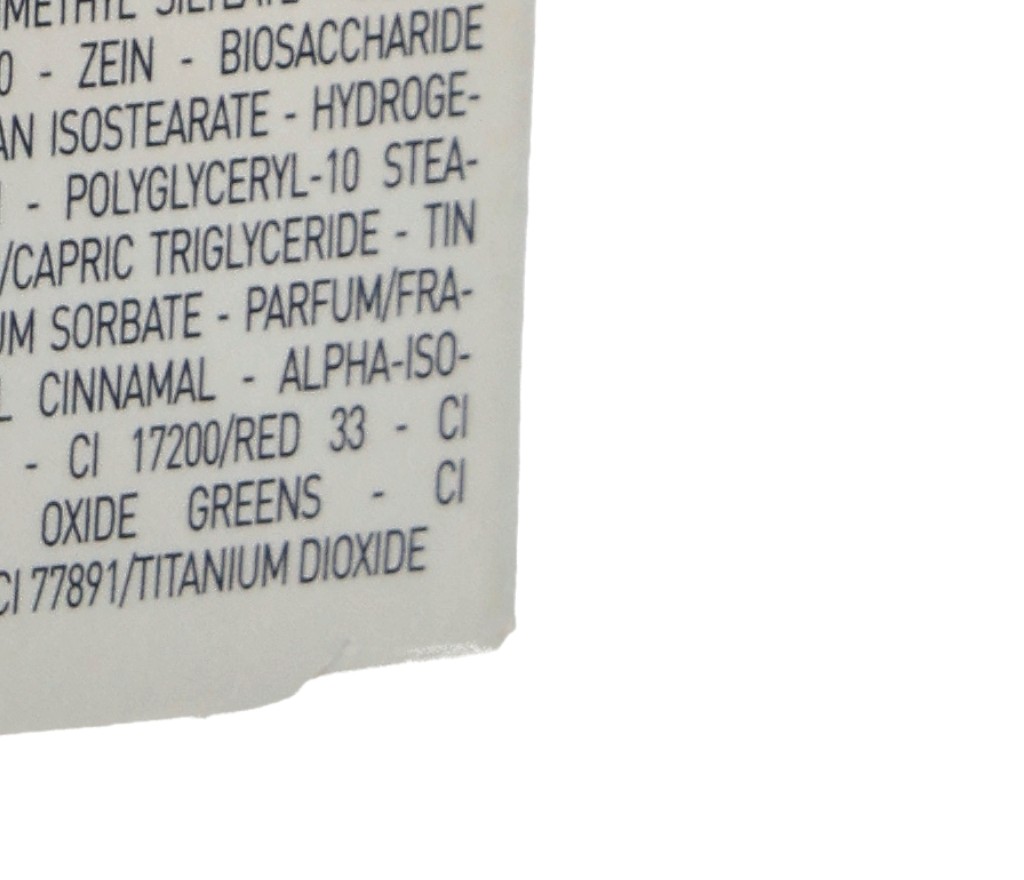 0 - ZEIN - BIOSACCHARIDE
AN ISOSTEARATE - HYDROGE-
- POLYGLYCERYL-10 STEA-
/CAPRIC TRIGLYCERIDE - TIN
UM SORBATE - PARFUM/FRA-
L CINNAMAL - ALPHA-ISO-
- CI 17200/RED 33 - CI
OXIDE GREENS - CI
CI 77891/TITANIUM DIOXIDE